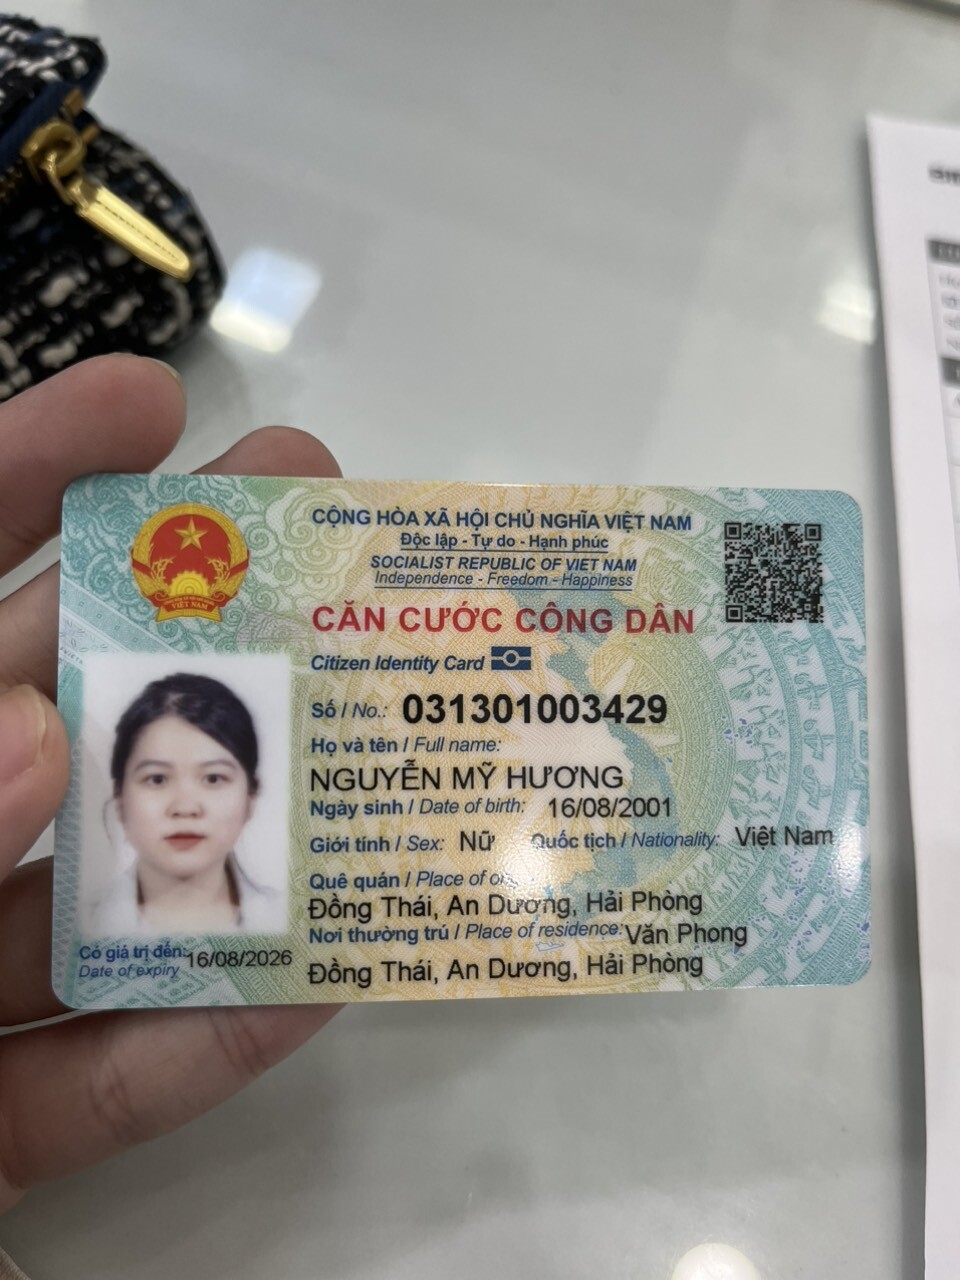 CỘNG HÒA XÃ HỘI CHỦ NGHĨA VIỆT NAM
Độc lập - Tự do - Hạnh phúc
SOCIALIST REPUBLIC OF VIET NAM
Independence - Freedom - Happiness
CĂN CƯỚC CÔNG DÂN
Citizen Identity Card
VIỆT NAM
Số / No.: 031301003429
Họ và tên / Full name:
NGUYỄN MỸ HƯƠNG
Ngày sinh / Date of birth: 16/08/2001
Giới tính / Sex: Nữ Quốc tịch / Nationality: Việt Nam
Quê quán / Place of
Đồng Thái, An Dương, Hải Phòng
Nơi thường trú / Place of residence: Văn Phong
Đồng Thái, An Dương, Hải Phòng
Có giá trị đến: 16/08/2026
Date of expiry